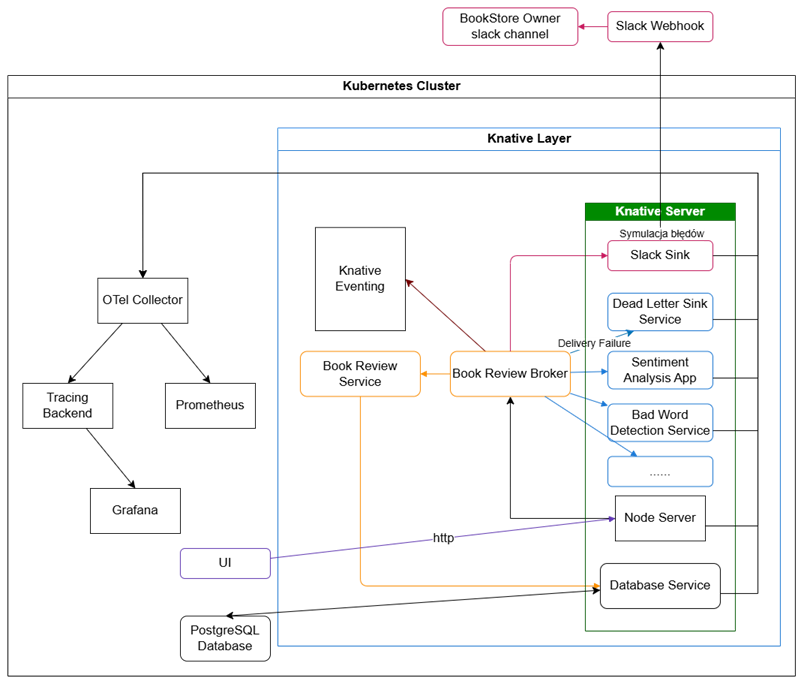 BookStore Owner
slack channel
Slack Webhook
Kubernetes Cluster
Knative Layer
Knative Server
Symulacja błędów
Slack Sink
Knative
Eventing
OTel Collector
Dead Letter Sink
Service
Delivery Failure
Book Review
Service
Book Review Broker
Sentiment
Analysis App
Tracing
Backend
Prometheus
Bad Word
Detection Service
......
Grafana
Node Server
http
UI
Database Service
PostgreSQL
Database